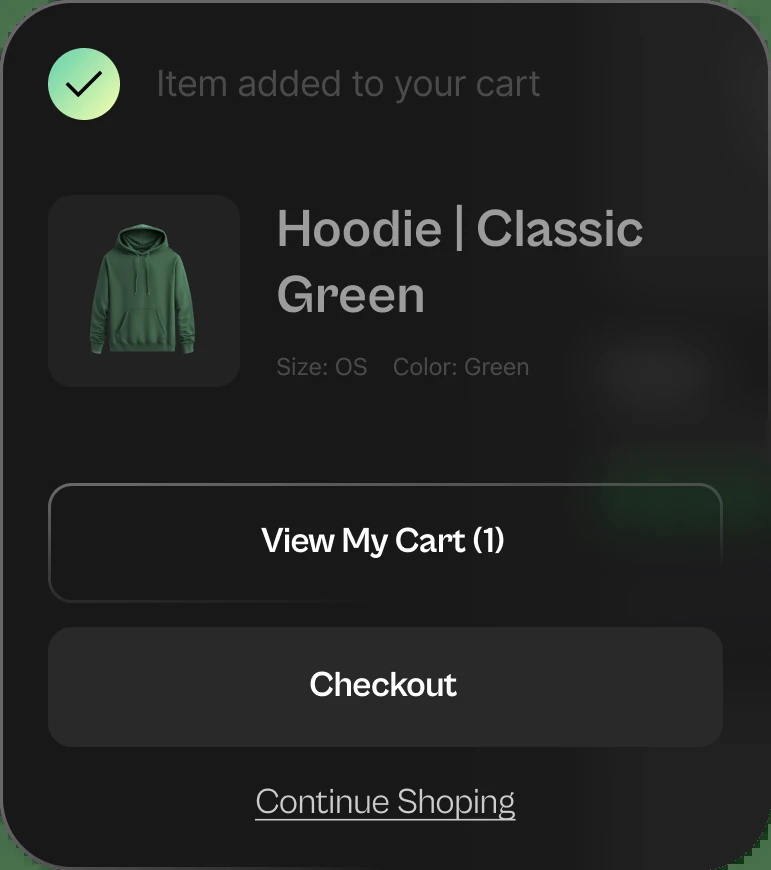 Item added to your cart
Hoodie | Classic
Green
Size: OS Color: Green
View My Cart (1)
Checkout
Continue Shoping